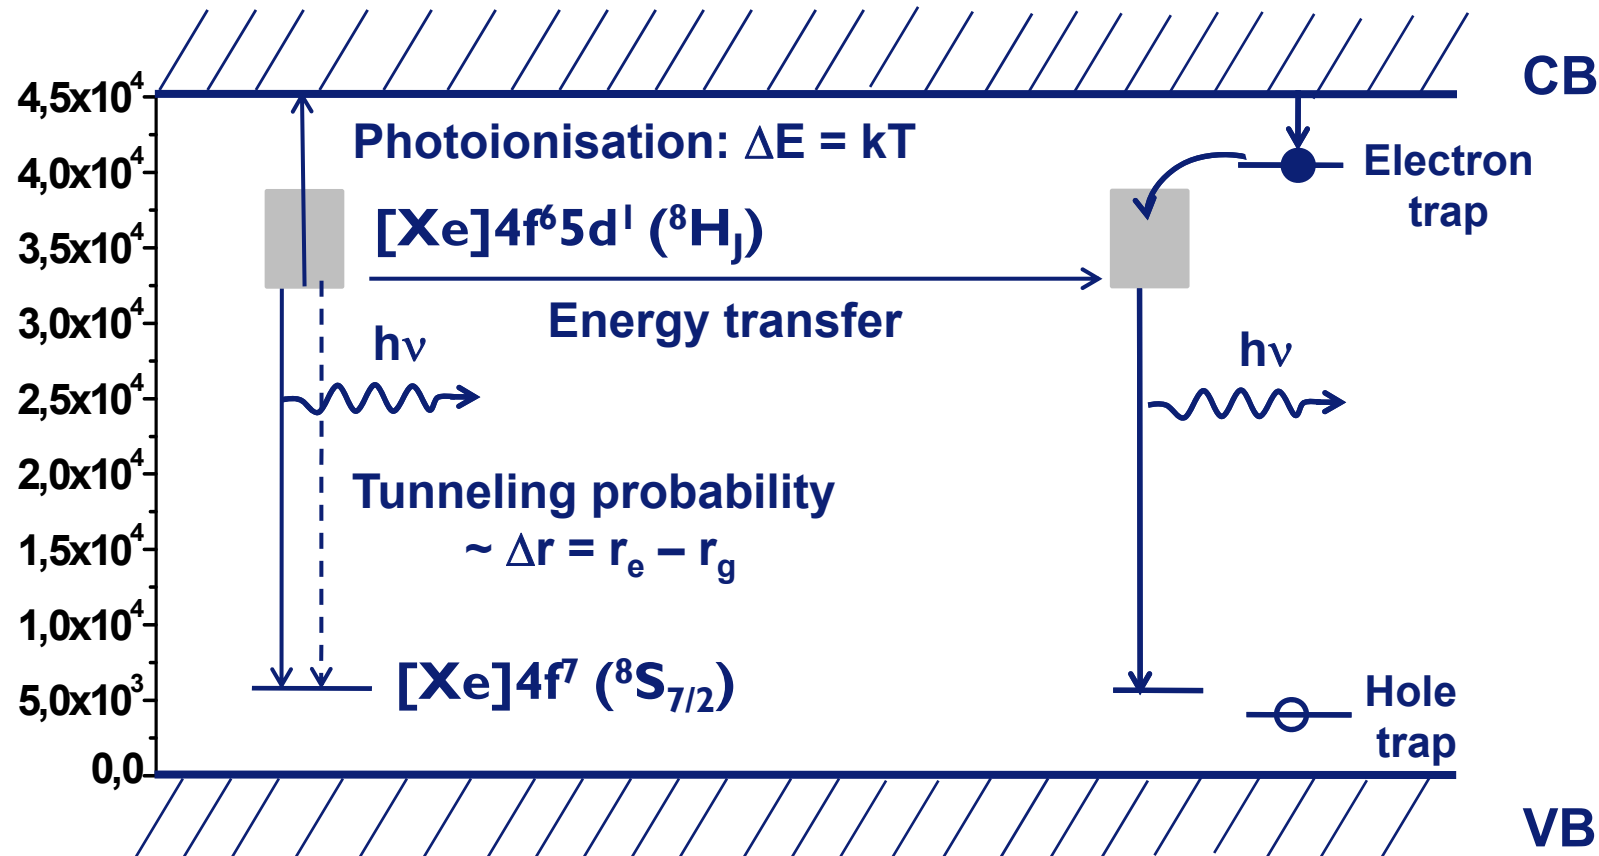 CB
4,5x10⁴
Photoionisation: ΔE = kT
4,0x10⁴
Electron
trap
[Xe]4f⁶5d¹ (⁸H_J)
3,5x10⁴
Energy transfer
3,0x10⁴
hν
hν
2,5x10⁴
2,0x10⁴
Tunneling probability
~ Δr = rₑ – r_g
1,5x10⁴
1,0x10⁴
[Xe]4f⁷ (⁸S₇/₂)
5,0x10³
Hole
trap
0,0
VB